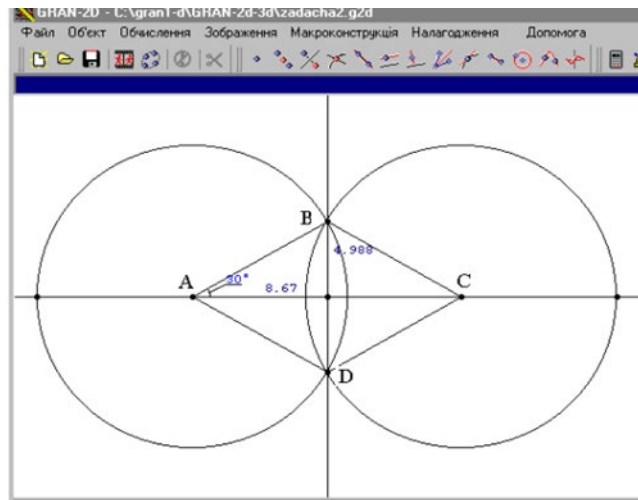 GRAN-2D - C:\gran1-d\GRAN-2d-3d\zadacha2.g2d
Файл Об'єкт Обчислення Зображення Макроконструкція Налагодження Допомога
B
4.988
A
30°
8.67
C
D